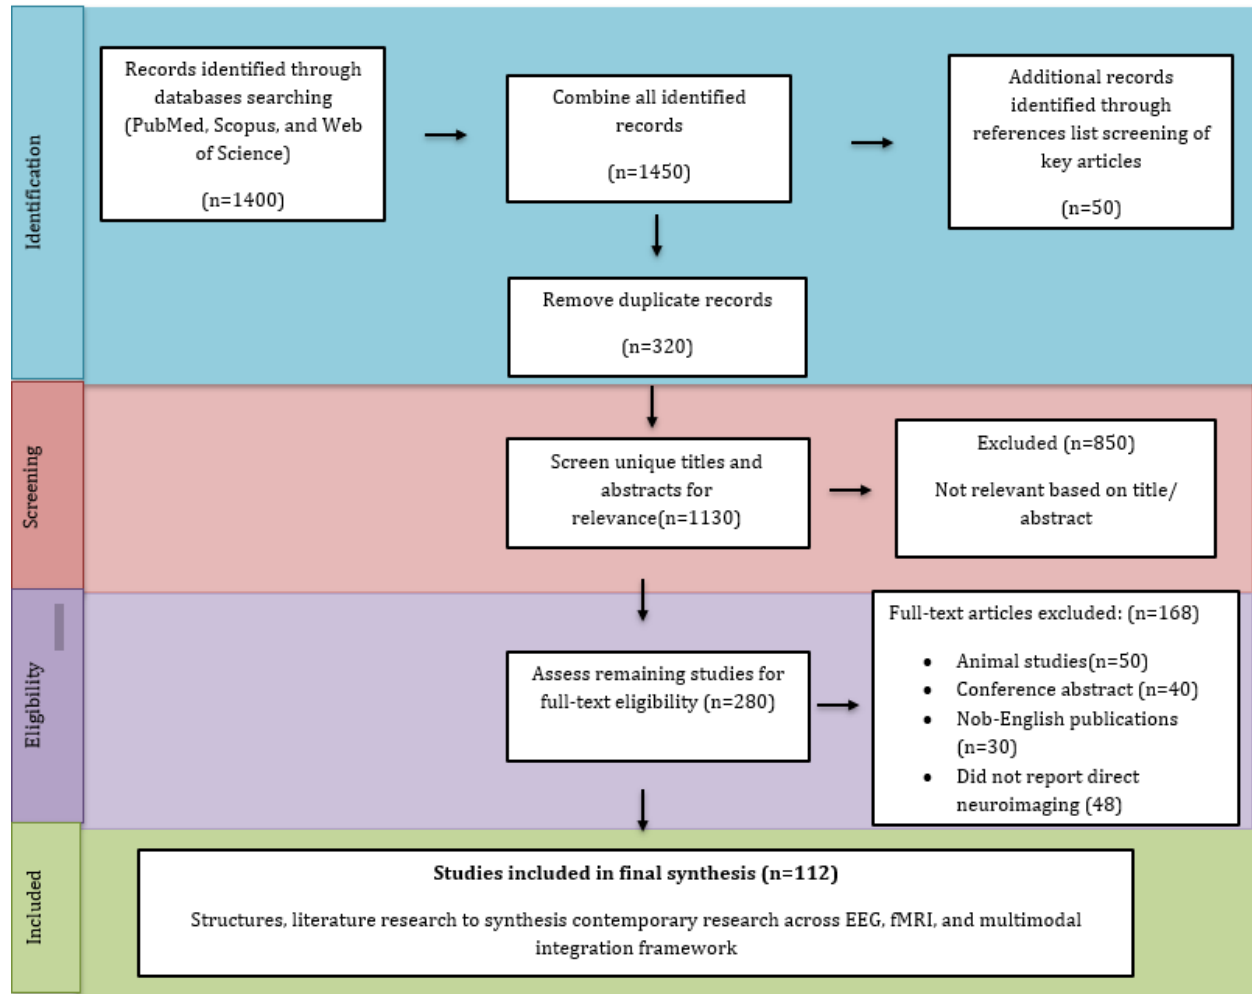 Identification
Records identified through
databases searching
(PubMed, Scopus, and Web
of Science)
(n=1400)
Combine all identified
records
(n=1450)
Additional records
identified through
references list screening of
key articles
(n=50)
Remove duplicate records
(n=320)
Screening
Screen unique titles and
abstracts for
relevance(n=1130)
Excluded (n=850)
Not relevant based on title/
abstract
Eligibility
Assess remaining studies for
full-text eligibility (n=280)
Full-text articles excluded: (n=168)
• Animal studies(n=50)
• Conference abstract (n=40)
• Nob-English publications
(n=30)
• Did not report direct
neuroimaging (48)
Included
Studies included in final synthesis (n=112)
Structures, literature research to synthesis contemporary research across EEG, fMRI, and multimodal
integration framework